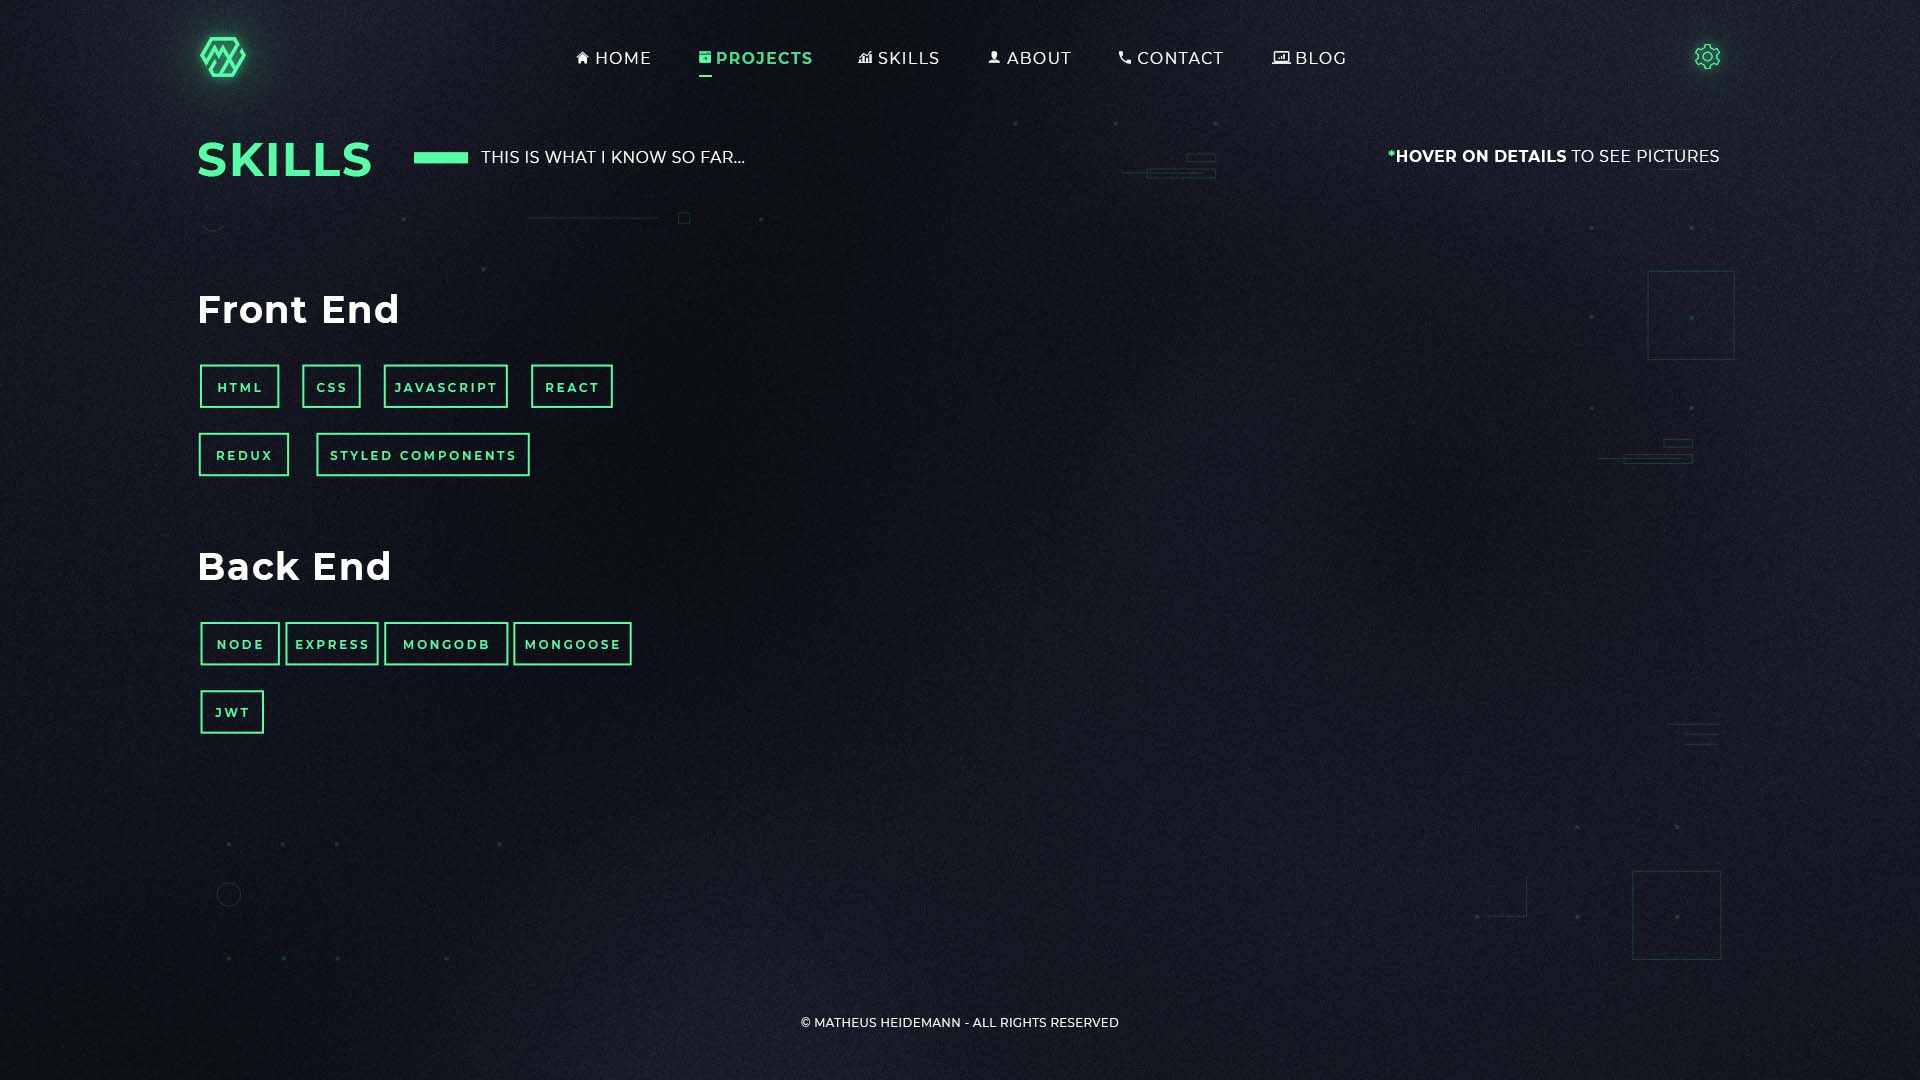 HOME PROJECTS SKILLS ABOUT CONTACT BLOG
SKILLS THIS IS WHAT I KNOW SO FAR... *HOVER ON DETAILS TO SEE PICTURES
Front End
HTML CSS JAVASCRIPT REACT
REDUX STYLED COMPONENTS
Back End
NODE EXPRESS MONGODB MONGOOSE
JWT
© MATHEUS HEIDEMANN - ALL RIGHTS RESERVED